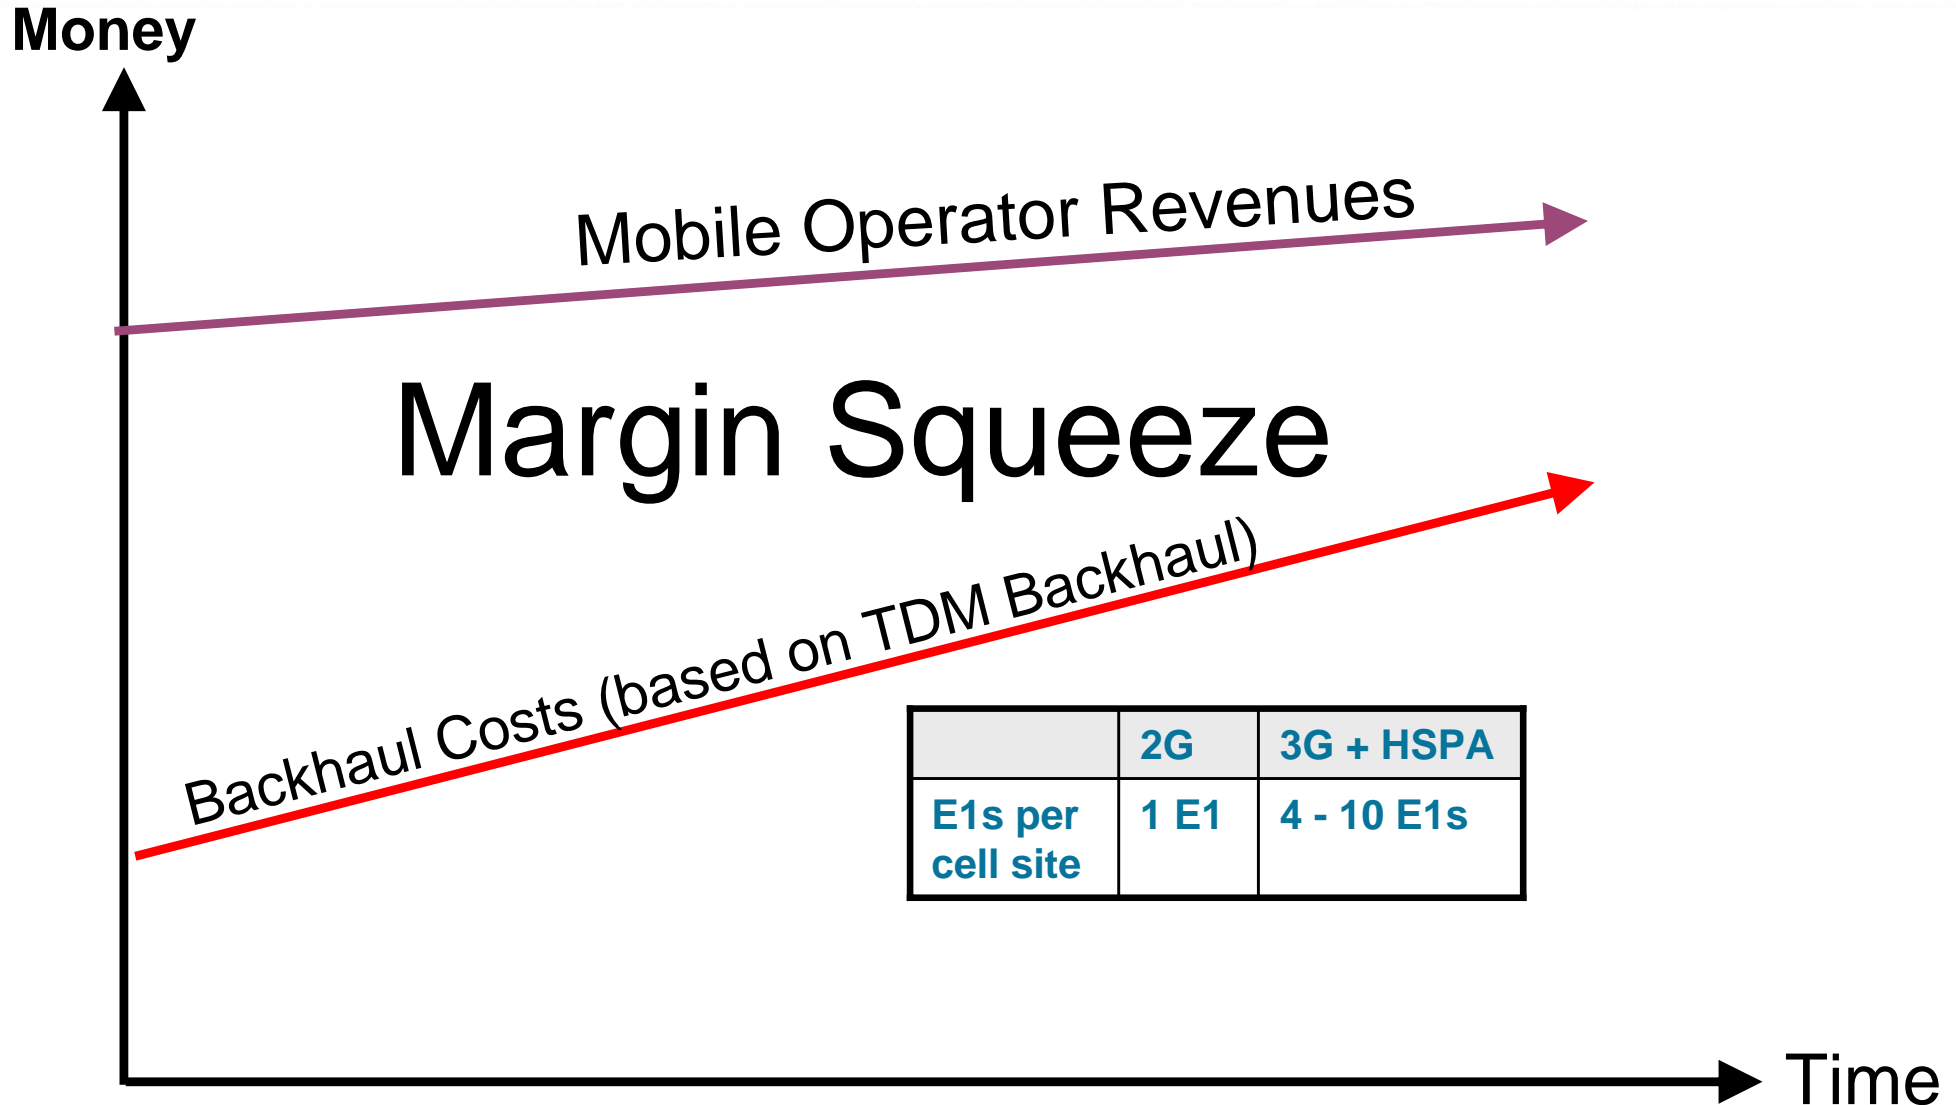 Money
Mobile Operator Revenues
Margin Squeeze
Backhaul Costs (based on TDM Backhaul)
2G
3G + HSPA
E1s per
cell site
1 E1
4 - 10 E1s
Time